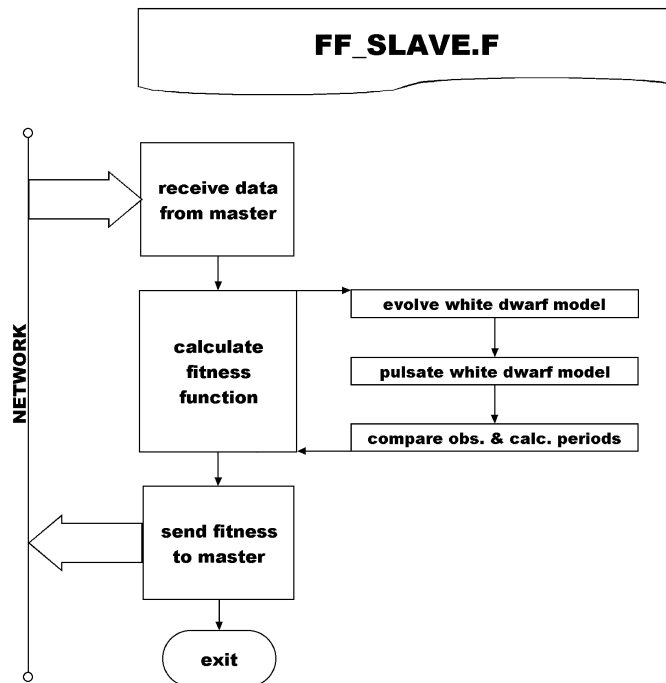 FF_SLAVE.F
receive data
from master
NETWORK
calculate
fitness
function
evolve white dwarf model
pulsate white dwarf model
compare obs. & calc. periods
send fitness
to master
exit